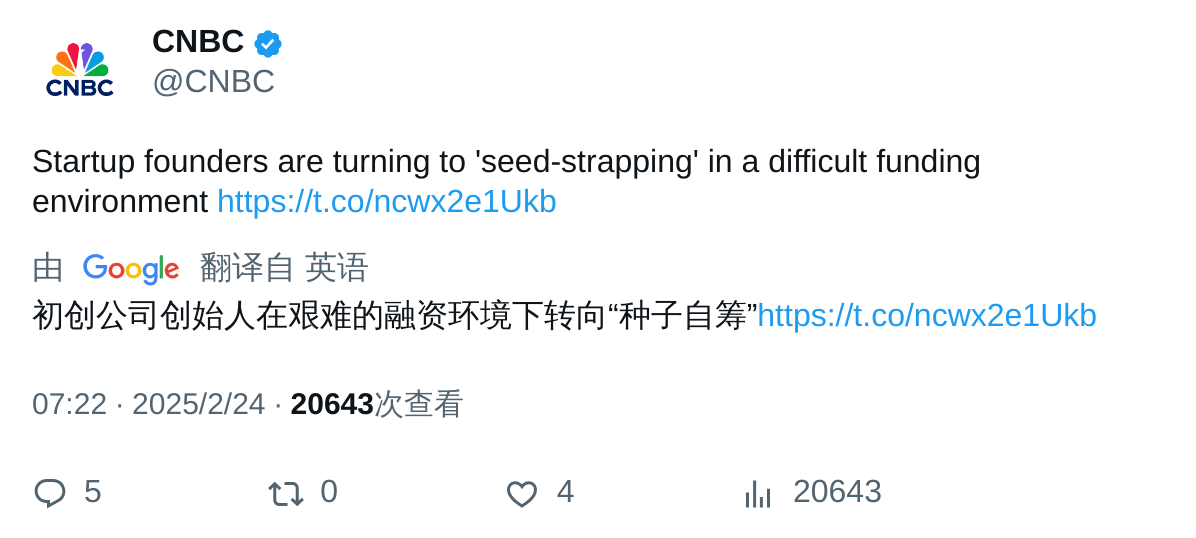 CNBC
CNBC
@CNBC
Startup founders are turning to 'seed-strapping' in a difficult funding
environment https://t.co/ncwx2e1Ukb
由 Google 翻译自 英语
初创公司创始人在艰难的融资环境下转向“种子自筹”https://t.co/ncwx2e1Ukb
07:22 · 2025/2/24 · 20643次查看
5 0 4 20643